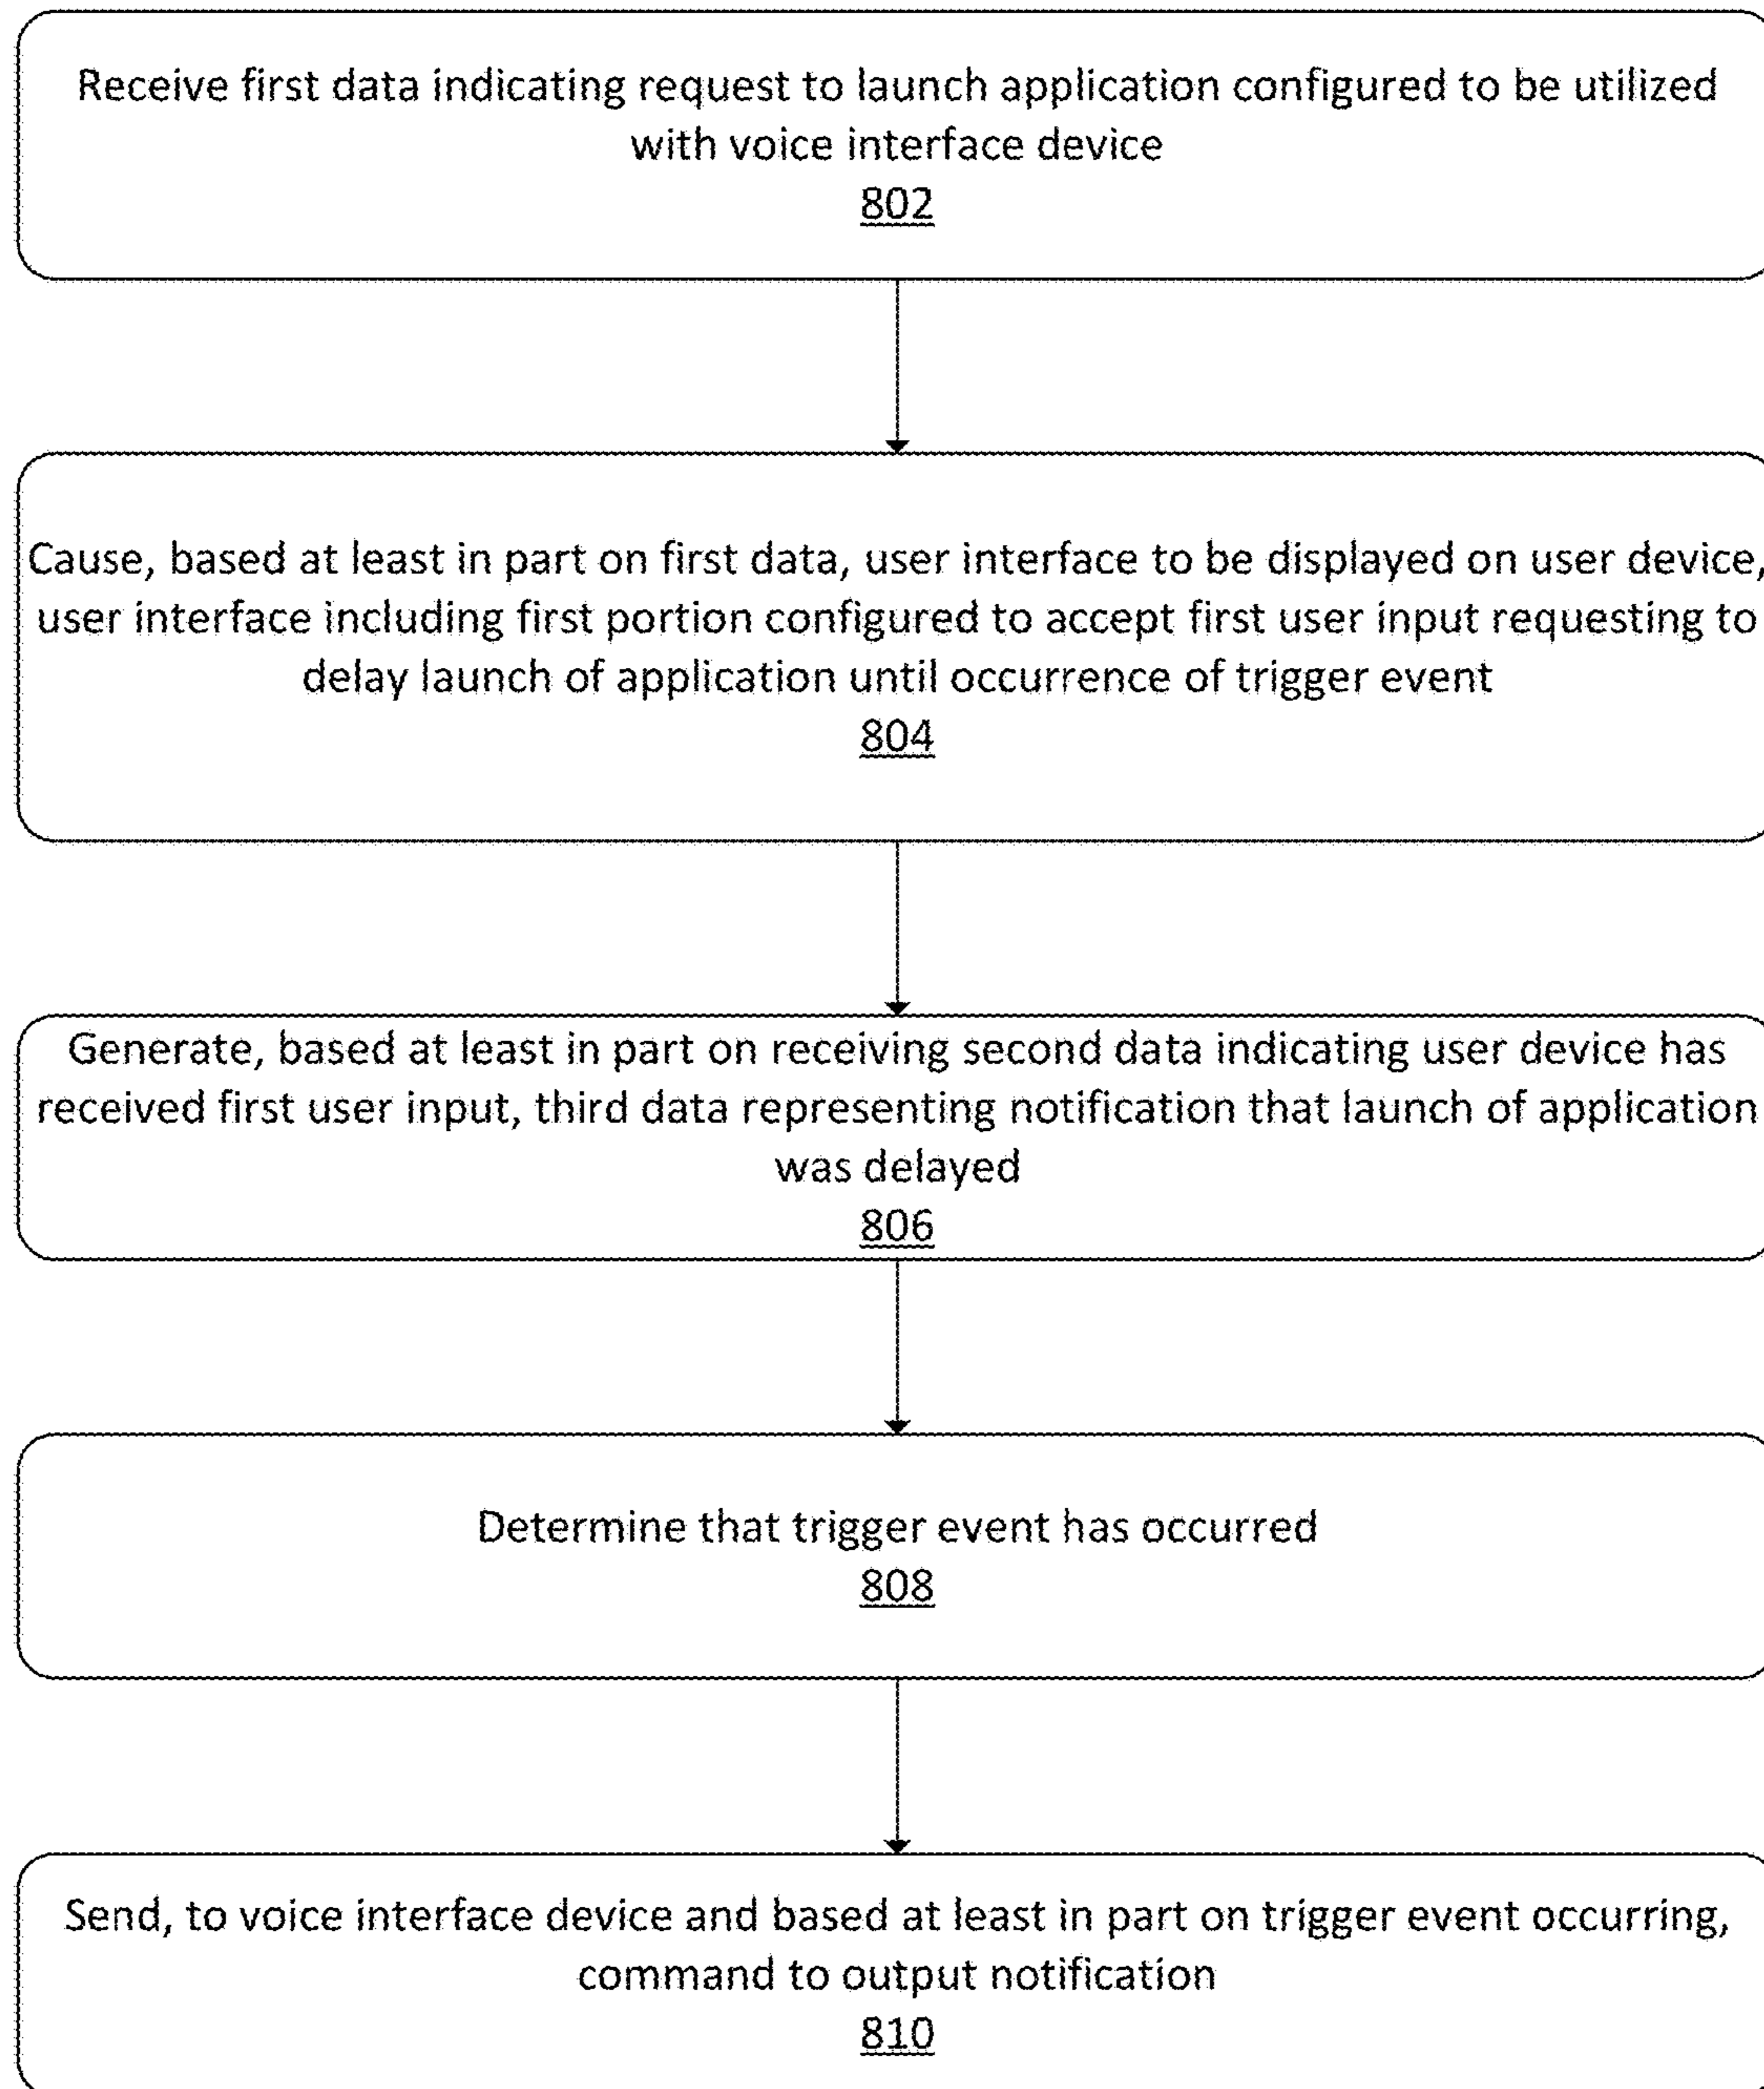 Receive first data indicating request to launch application configured to be utilized
with voice interface device
802
Cause, based at least in part on first data, user interface to be displayed on user device,
user interface including first portion configured to accept first user input requesting to
delay launch of application until occurrence of trigger event
804
Generate, based at least in part on receiving second data indicating user device has
received first user input, third data representing notification that launch of application
was delayed
806
Determine that trigger event has occurred
808
Send, to voice interface device and based at least in part on trigger event occurring,
command to output notification
810